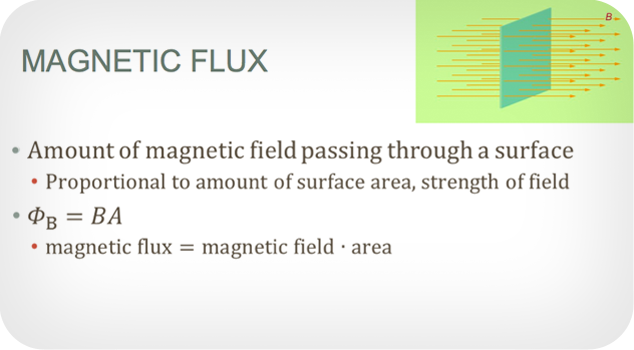 B
MAGNETIC FLUX
• Amount of magnetic field passing through a surface
• Proportional to amount of surface area, strength of field
• Φ_B = BA
• magnetic flux = magnetic field · area